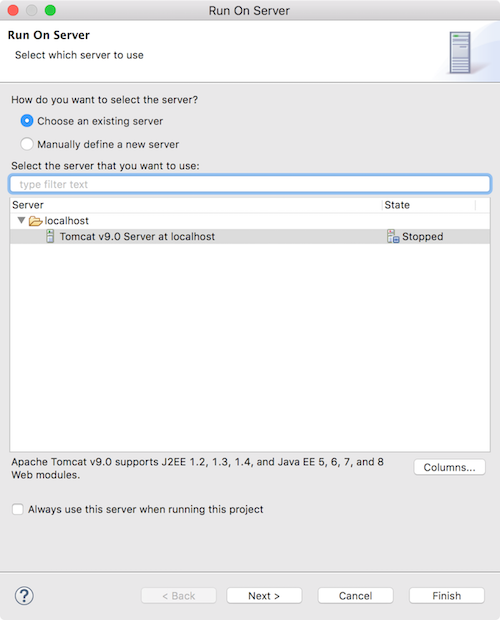 Run On Server
Run On Server
Select which server to use
How do you want to select the server?
Choose an existing server
Manually define a new server
Select the server that you want to use:
type filter text
Server State
localhost
Tomcat v9.0 Server at localhost Stopped
Apache Tomcat v9.0 supports J2EE 1.2, 1.3, 1.4, and Java EE 5, 6, 7, and 8
Web modules.
Columns...
Always use this server when running this project
? < Back Next > Cancel Finish